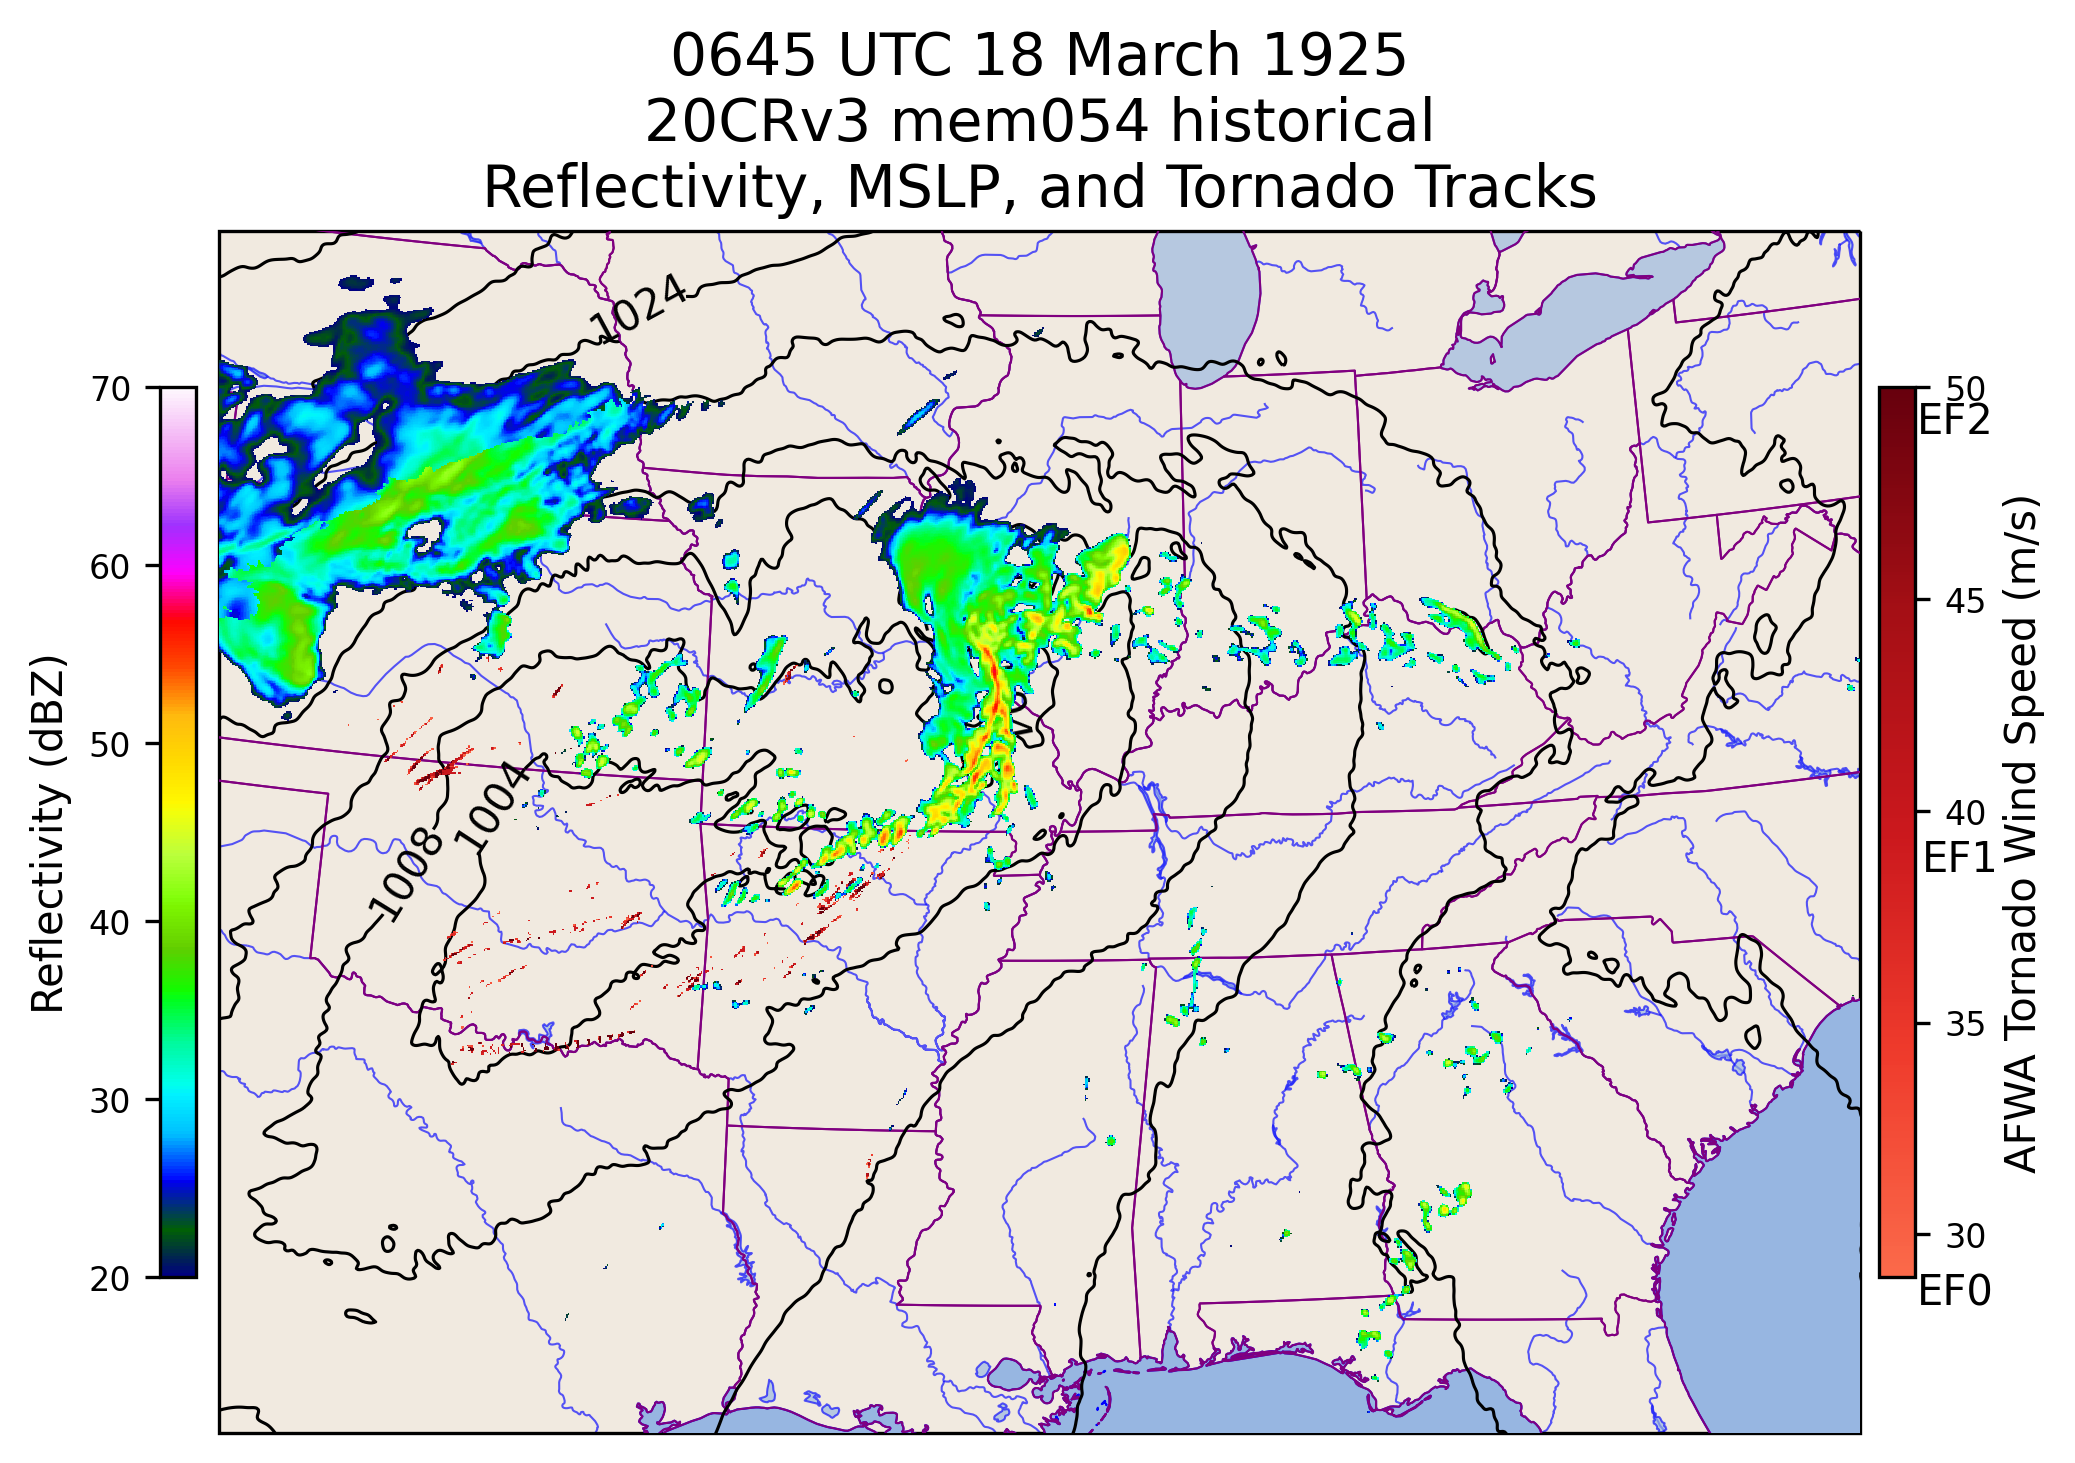 0645 UTC 18 March 1925
20CRv3 mem054 historical
Reflectivity, MSLP, and Tornado Tracks
Reflectivity (dBZ)
70
60
50
40
30
20
1024
1004
1008
50
EF2
45
40
EF1
35
30
EF0
AFWA Tornado Wind Speed (m/s)